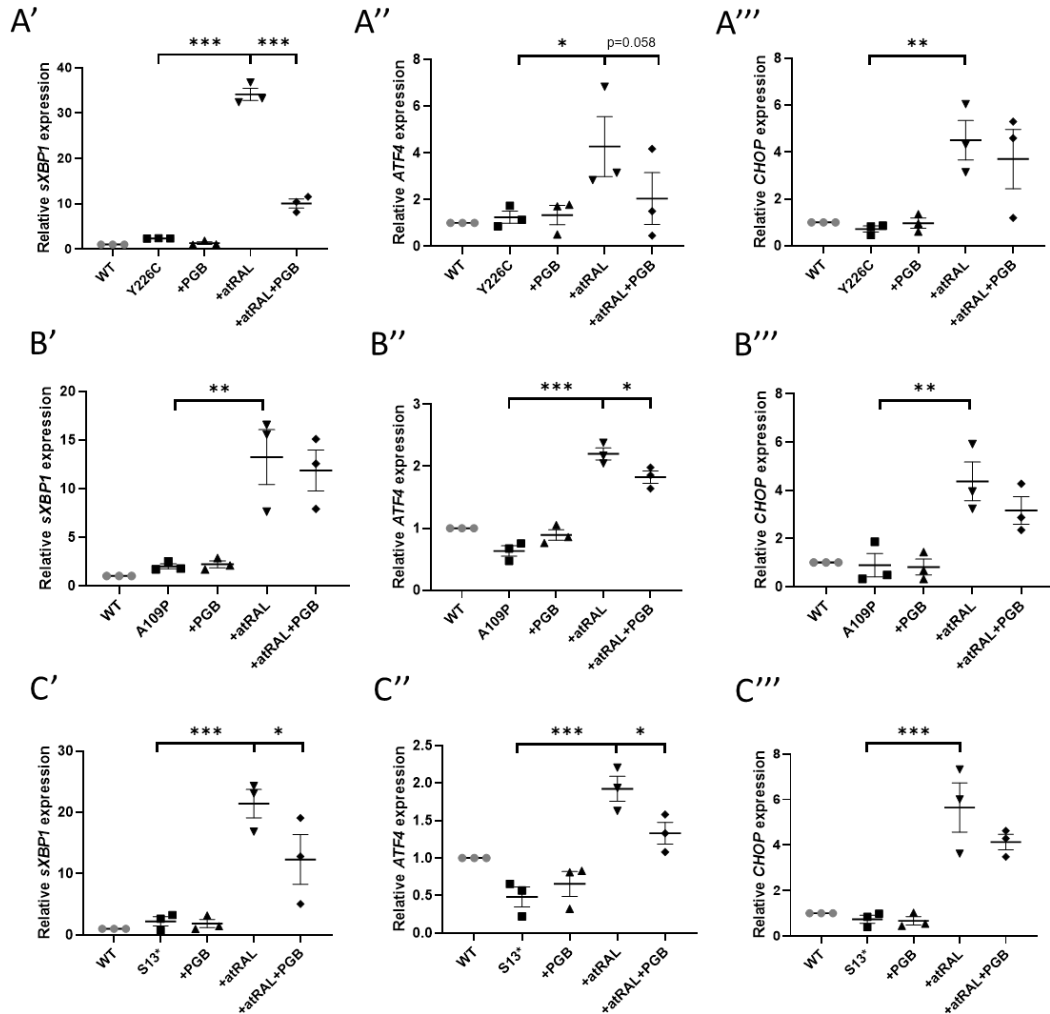 A'
***
***
Relative sXBP1 expression
40
30
20
10
0
WT
Y226C
+PGB
+atRAL
+atRAL+PGB
A''
*
p=0.058
Relative ATF4 expression
8
6
4
2
0
WT
Y226C
+PGB
+atRAL
+atRAL+PGB
A'''
**
Relative CHOP expression
8
6
4
2
0
WT
Y226C
+PGB
+atRAL
+atRAL+PGB
B'
**
Relative sXBP1 expression
20
15
10
5
0
WT
A109P
+PGB
+atRAL
+atRAL+PGB
B''
***
*
Relative ATF4 expression
3
2
1
0
WT
A109P
+PGB
+atRAL
+atRAL+PGB
B'''
**
Relative CHOP expression
8
6
4
2
0
WT
A109P
+PGB
+atRAL
+atRAL+PGB
C'
***
*
Relative sXBP1 expression
30
20
10
0
WT
S13*
+PGB
+atRAL
+atRAL+PGB
C''
***
*
Relative ATF4 expression
2.5
2.0
1.5
1.0
0.5
0.0
WT
S13*
+PGB
+atRAL
+atRAL+PGB
C'''
***
Relative CHOP expression
8
6
4
2
0
WT
S13*
+PGB
+atRAL
+atRAL+PGB